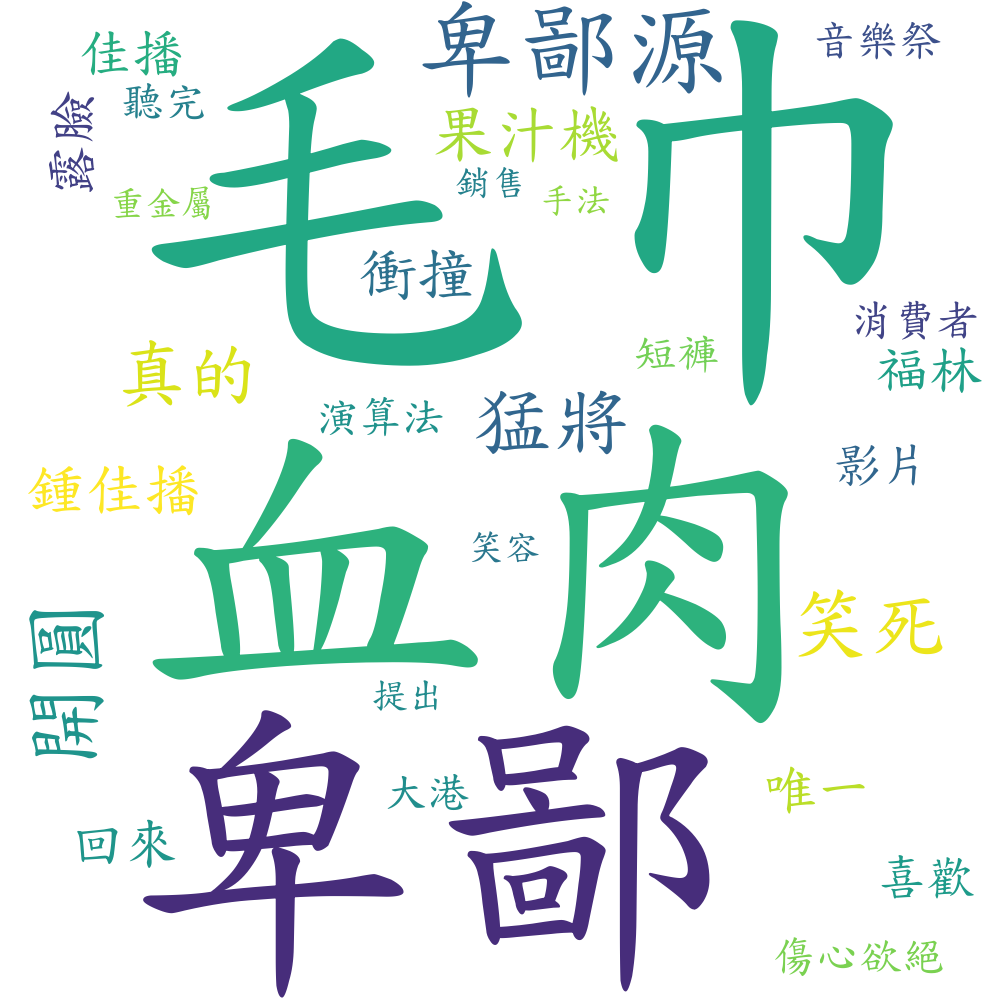 卑鄙源
音樂祭
佳播
毛巾
聽完
露臉
果汁機
銷售
手法
重金屬
衝撞
消費者
短褲
福林
真的
演算法
猛將
影片
鍾佳播
血肉
笑容
笑死
開圓
提出
卑鄙
大港
唯一
回來
喜歡
傷心欲絕